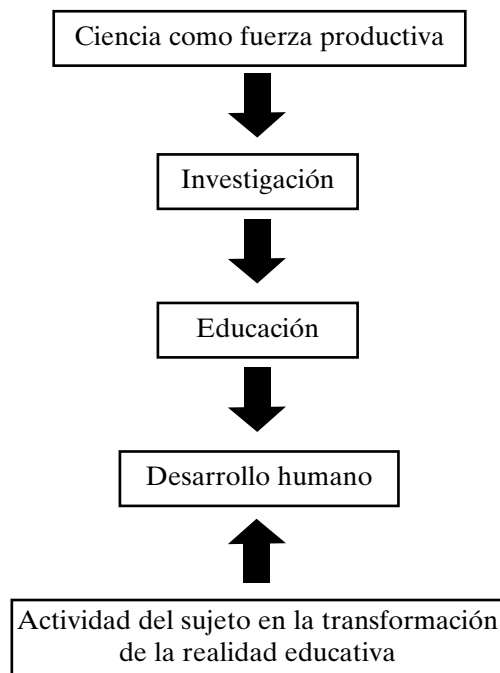 Ciencia como fuerza productiva
Investigación
Educación
Desarrollo humano
Actividad del sujeto en la transformación
de la realidad educativa